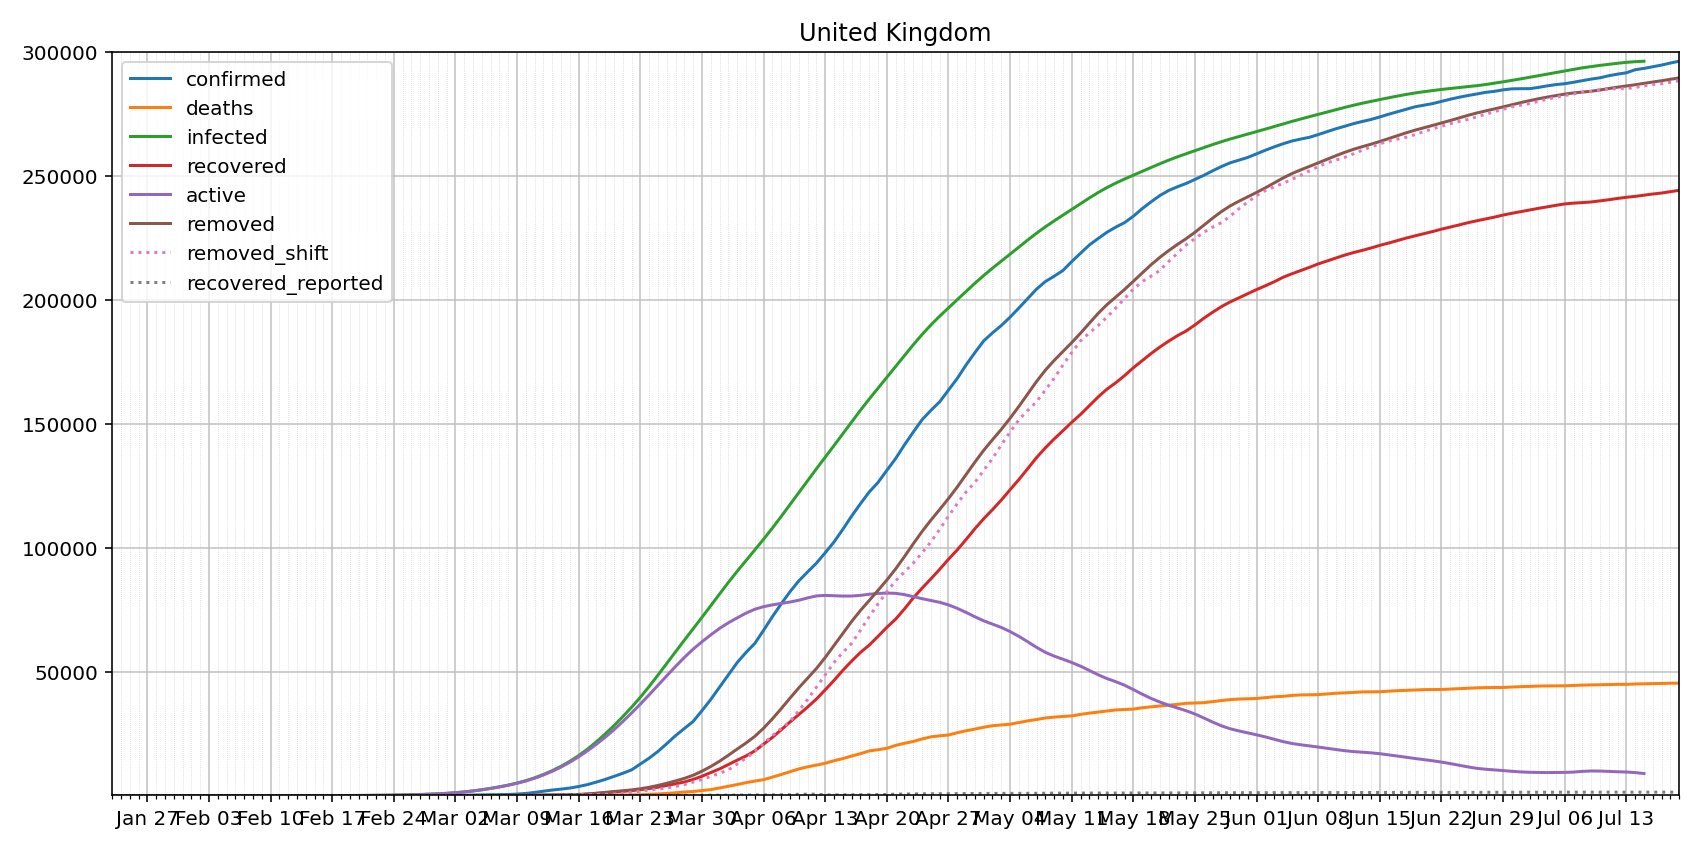 United Kingdom
300000
250000
200000
150000
100000
50000
confirmed
deaths
infected
recovered
active
removed
removed_shift
recovered_reported
Jan 27 Feb 03 Feb 10 Feb 17 Feb 24 Mar 02 Mar 09 Mar 16 Mar 23 Mar 30 Apr 06 Apr 13 Apr 20 Apr 27 May 04 May 11 May 18 May 25 Jun 01 Jun 08 Jun 15 Jun 22 Jun 29 Jul 06 Jul 13